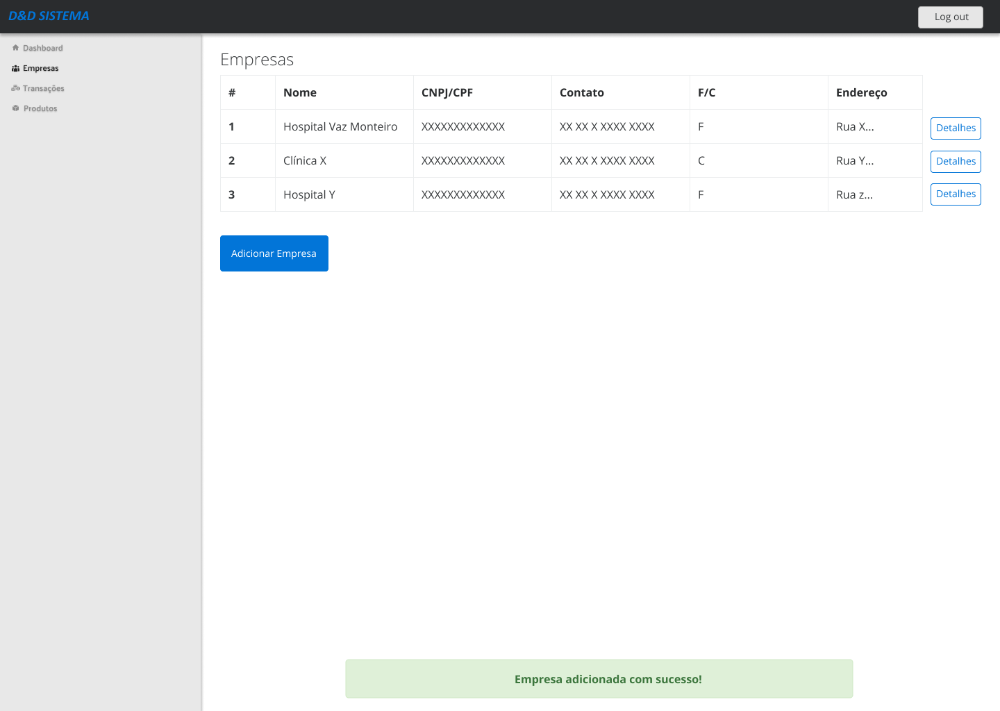 D&D SISTEMA
Log out
Dashboard
Empresas
Transações
Produtos
Empresas
# Nome CNPJ/CPF Contato F/C Endereço
1 Hospital Vaz Monteiro XXXXXXXXXXXXX XX XX X XXXX XXXX F Rua X... Detalhes
2 Clínica X XXXXXXXXXXXXX XX XX X XXXX XXXX C Rua Y... Detalhes
3 Hospital Y XXXXXXXXXXXXX XX XX X XXXX XXXX F Rua z... Detalhes
Adicionar Empresa
Empresa adicionada com sucesso!